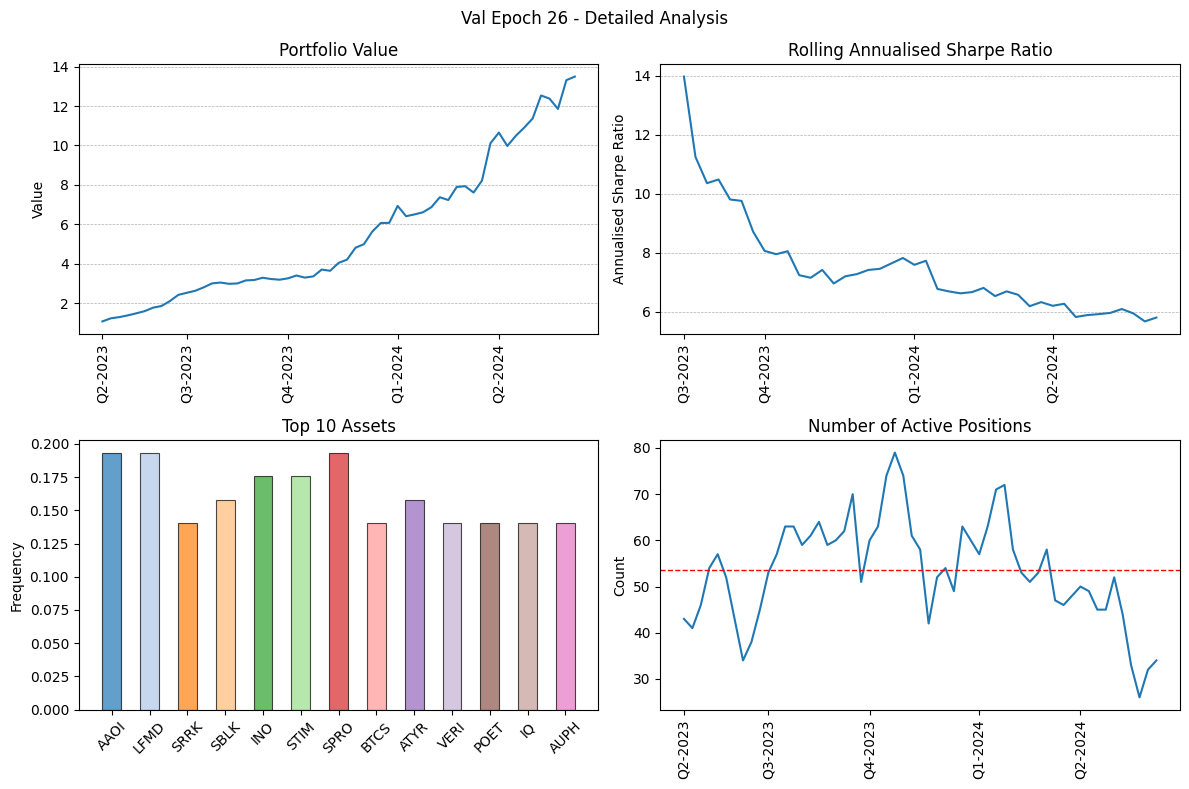 Val Epoch 26 - Detailed Analysis
Portfolio Value
Value
14
12
10
8
6
4
2
Q2-2023
Q3-2023
Q4-2023
Q1-2024
Q2-2024
Rolling Annualised Sharpe Ratio
Annualised Sharpe Ratio
14
12
10
8
6
Q3-2023
Q4-2023
Q1-2024
Q2-2024
Top 10 Assets
Frequency
0.200
0.175
0.150
0.125
0.100
0.075
0.050
0.025
0.000
AAOI
LFMD
SRRK
SBLK
INO
STIM
SPRO
BTCS
ATYR
VERI
POET
IQ
AUPH
Number of Active Positions
Count
80
70
60
50
40
30
Q2-2023
Q3-2023
Q4-2023
Q1-2024
Q2-2024